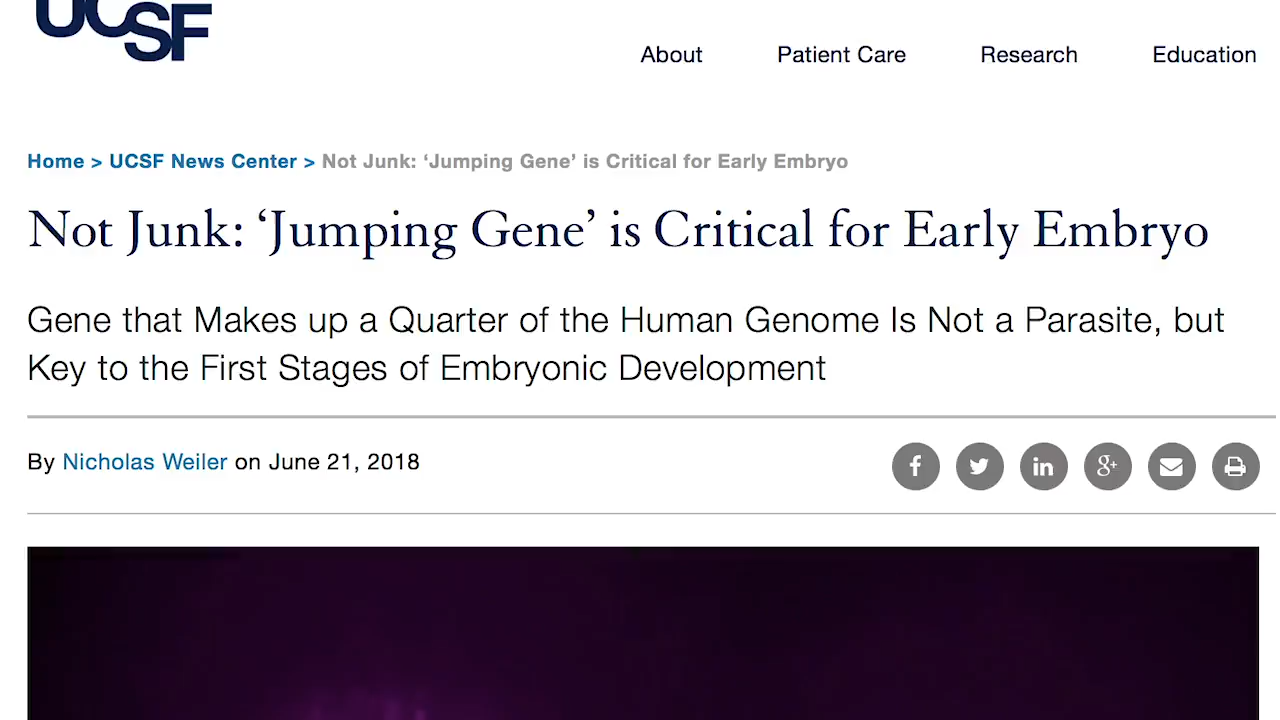 UCSF
About Patient Care Research Education
Home > UCSF News Center > Not Junk: ‘Jumping Gene’ is Critical for Early Embryo
Not Junk: ‘Jumping Gene’ is Critical for Early Embryo
Gene that Makes up a Quarter of the Human Genome Is Not a Parasite, but
Key to the First Stages of Embryonic Development
By Nicholas Weiler on June 21, 2018